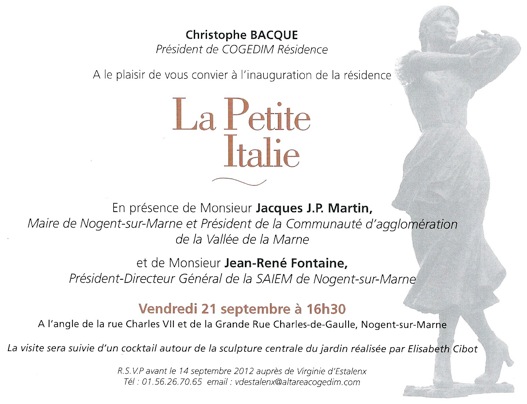 Christophe BACQUE
Président de COGEDIM Résidence
A le plaisir de vous convier à l'inauguration de la résidence
La Petite
Italie
En présence de Monsieur Jacques J.P. Martin,
Maire de Nogent-sur-Marne et Président de la Communauté d'agglomération
de la Vallée de la Marne
et de Monsieur Jean-René Fontaine,
Président-Directeur Général de la SAIEM de Nogent-sur-Marne
Vendredi 21 septembre à 16h30
A l'angle de la rue Charles VII et de la Grande Rue Charles-de-Gaulle, Nogent-sur-Marne
La visite sera suivie d'un cocktail autour de la sculpture centrale du jardin réalisée par Elisabeth Cibot
R.S.V.P avant le 14 septembre 2012 auprès de Virginie d'Estalenx
Tél : 01.56.26.70.65 email : vdestalenx@altareacogedim.com